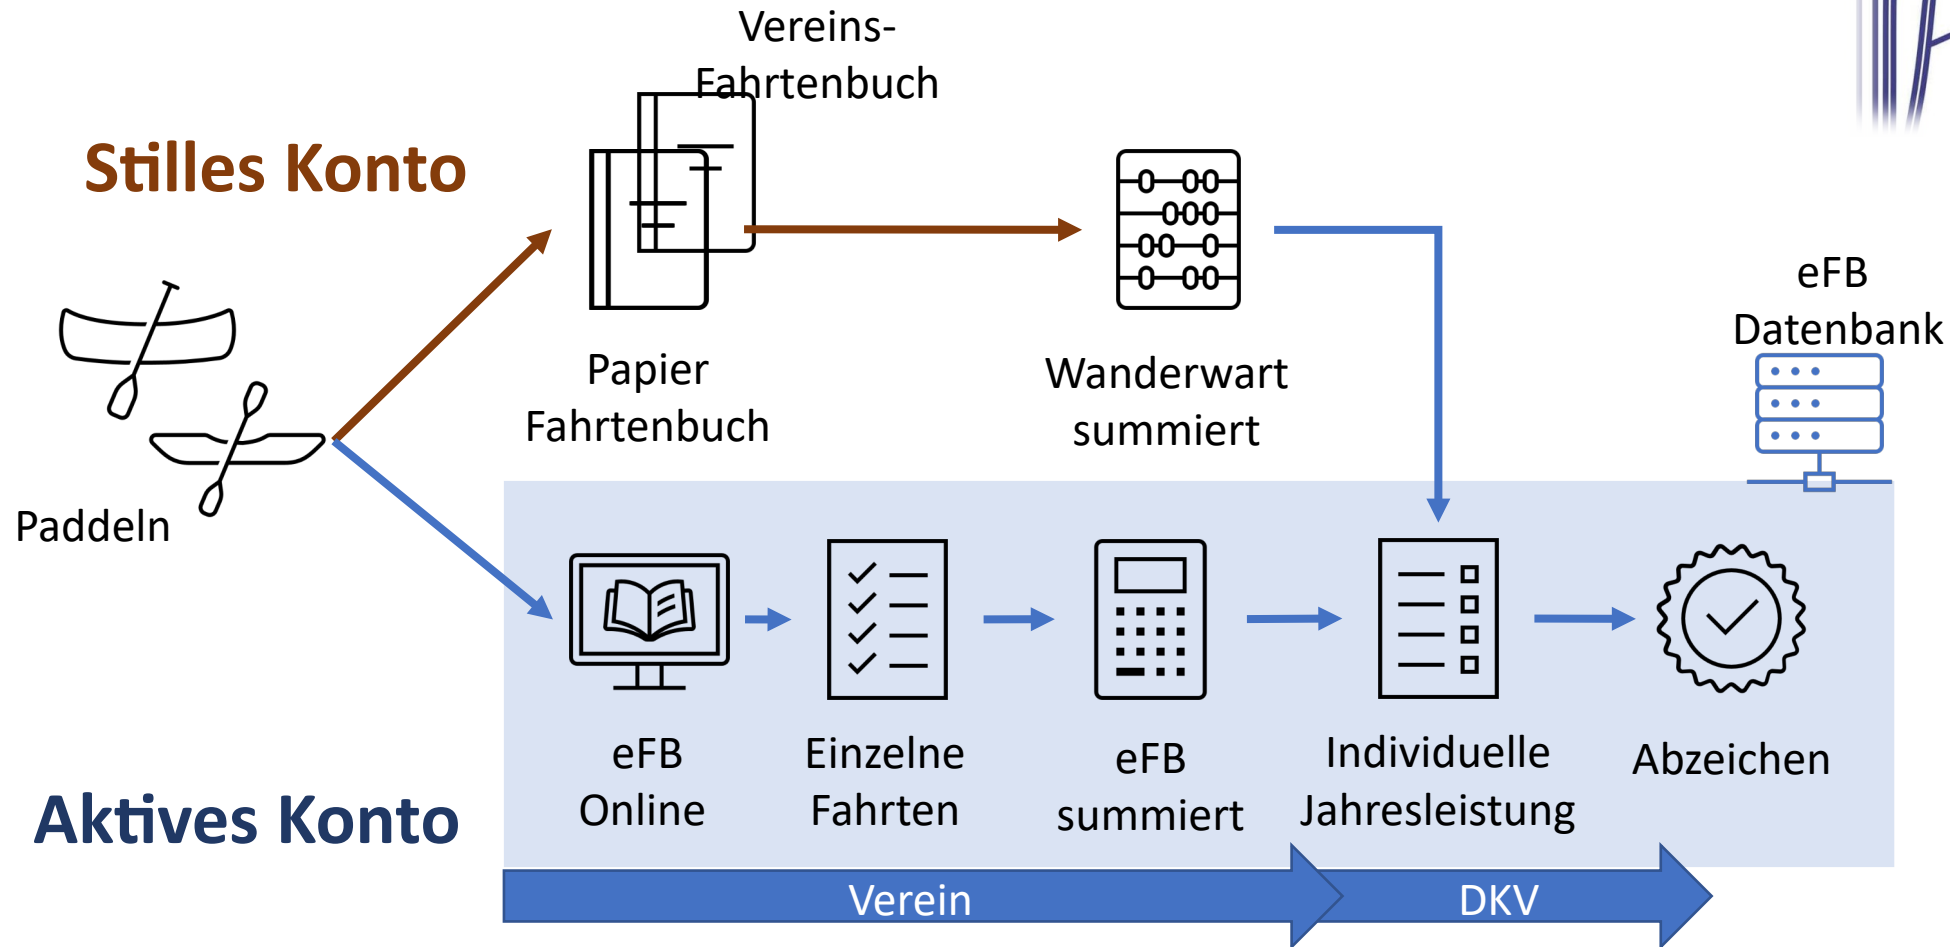 Vereins-
Fahrtenbuch
Stilles Konto
Papier
Fahrtenbuch
Wanderwart
summiert
eFB
Datenbank
Paddeln
eFB
Online
Einzelne
Fahrten
eFB
summiert
Individuelle
Jahresleistung
Abzeichen
Aktives Konto
Verein
DKV